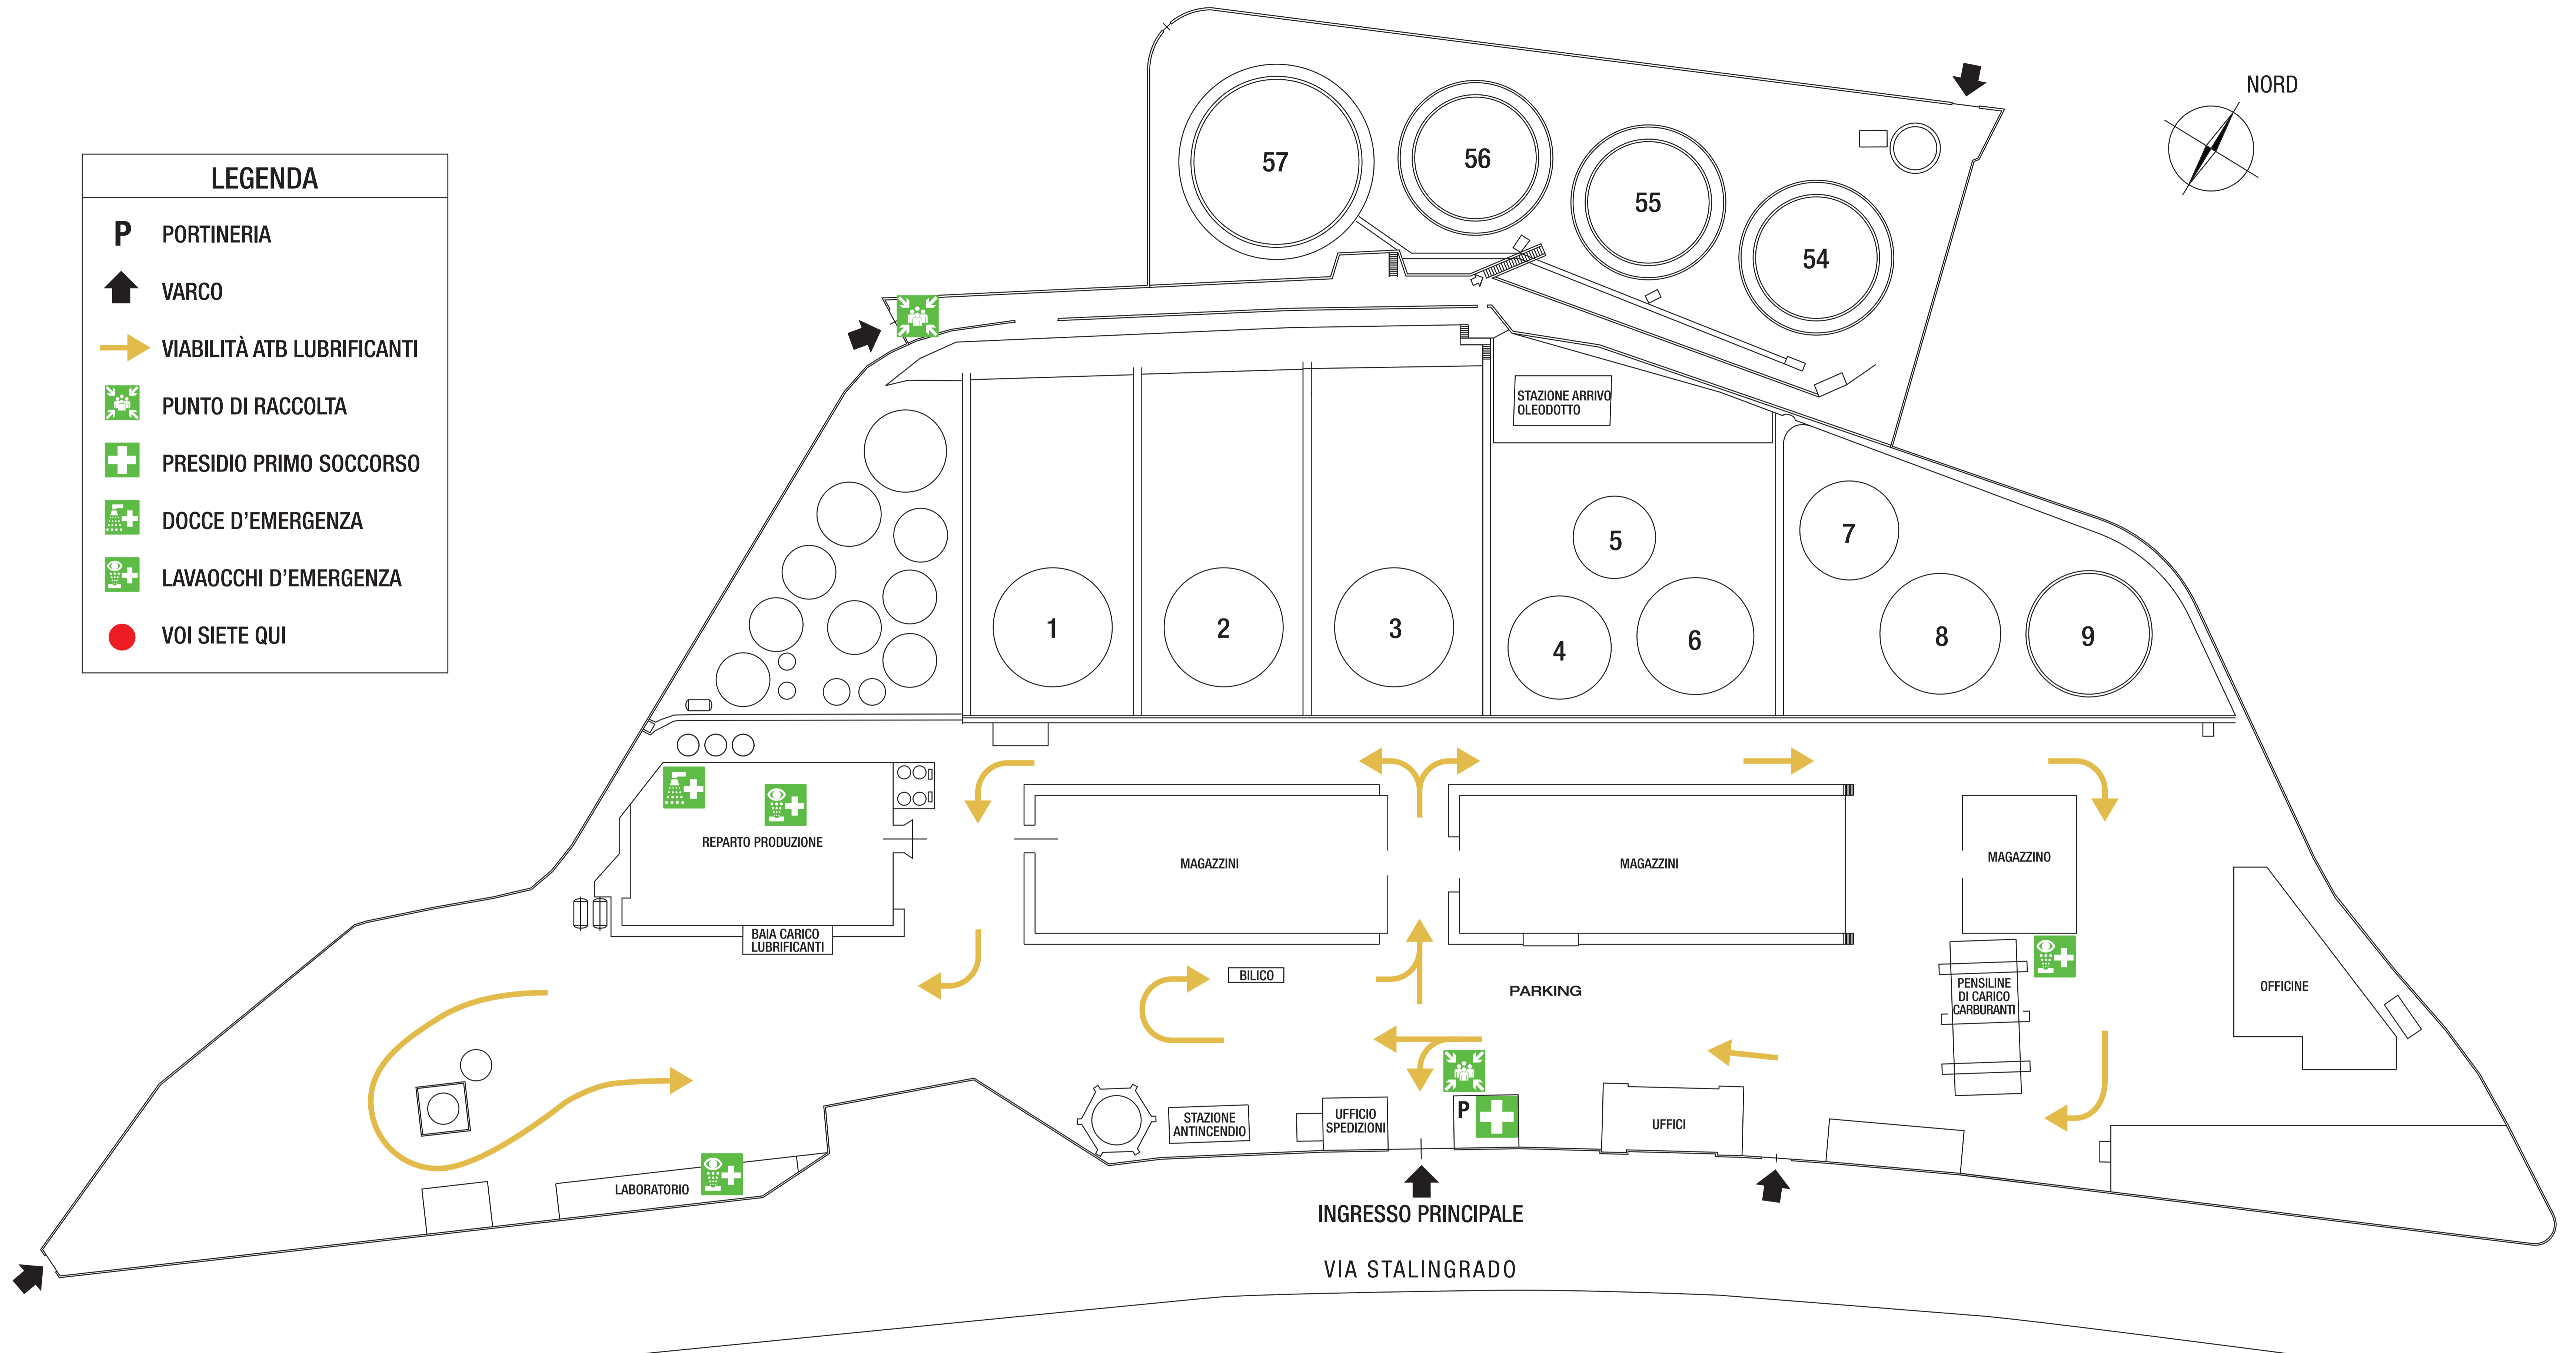 NORD
LEGENDA
P PORTINERIA
VARCO
VIABILITÀ ATB LUBRIFICANTI
PUNTO DI RACCOLTA
PRESIDIO PRIMO SOCCORSO
DOCCE D'EMERGENZA
LAVAOCCHI D'EMERGENZA
VOI SIETE QUI
57
56
55
54
STAZIONE ARRIVO
OLEODOTTO
1
2
3
4
5
6
7
8
9
REPARTO PRODUZIONE
MAGAZZINI
MAGAZZINI
MAGAZZINO
BAIA CARICO
LUBRIFICANTI
BILICO
PARKING
PENSILINE
DI CARICO
CARBURANTI
OFFICINE
STAZIONE
ANTINCENDIO
UFFICIO
SPEDIZIONI
P
UFFICI
LABORATORIO
INGRESSO PRINCIPALE
VIA STALINGRADO